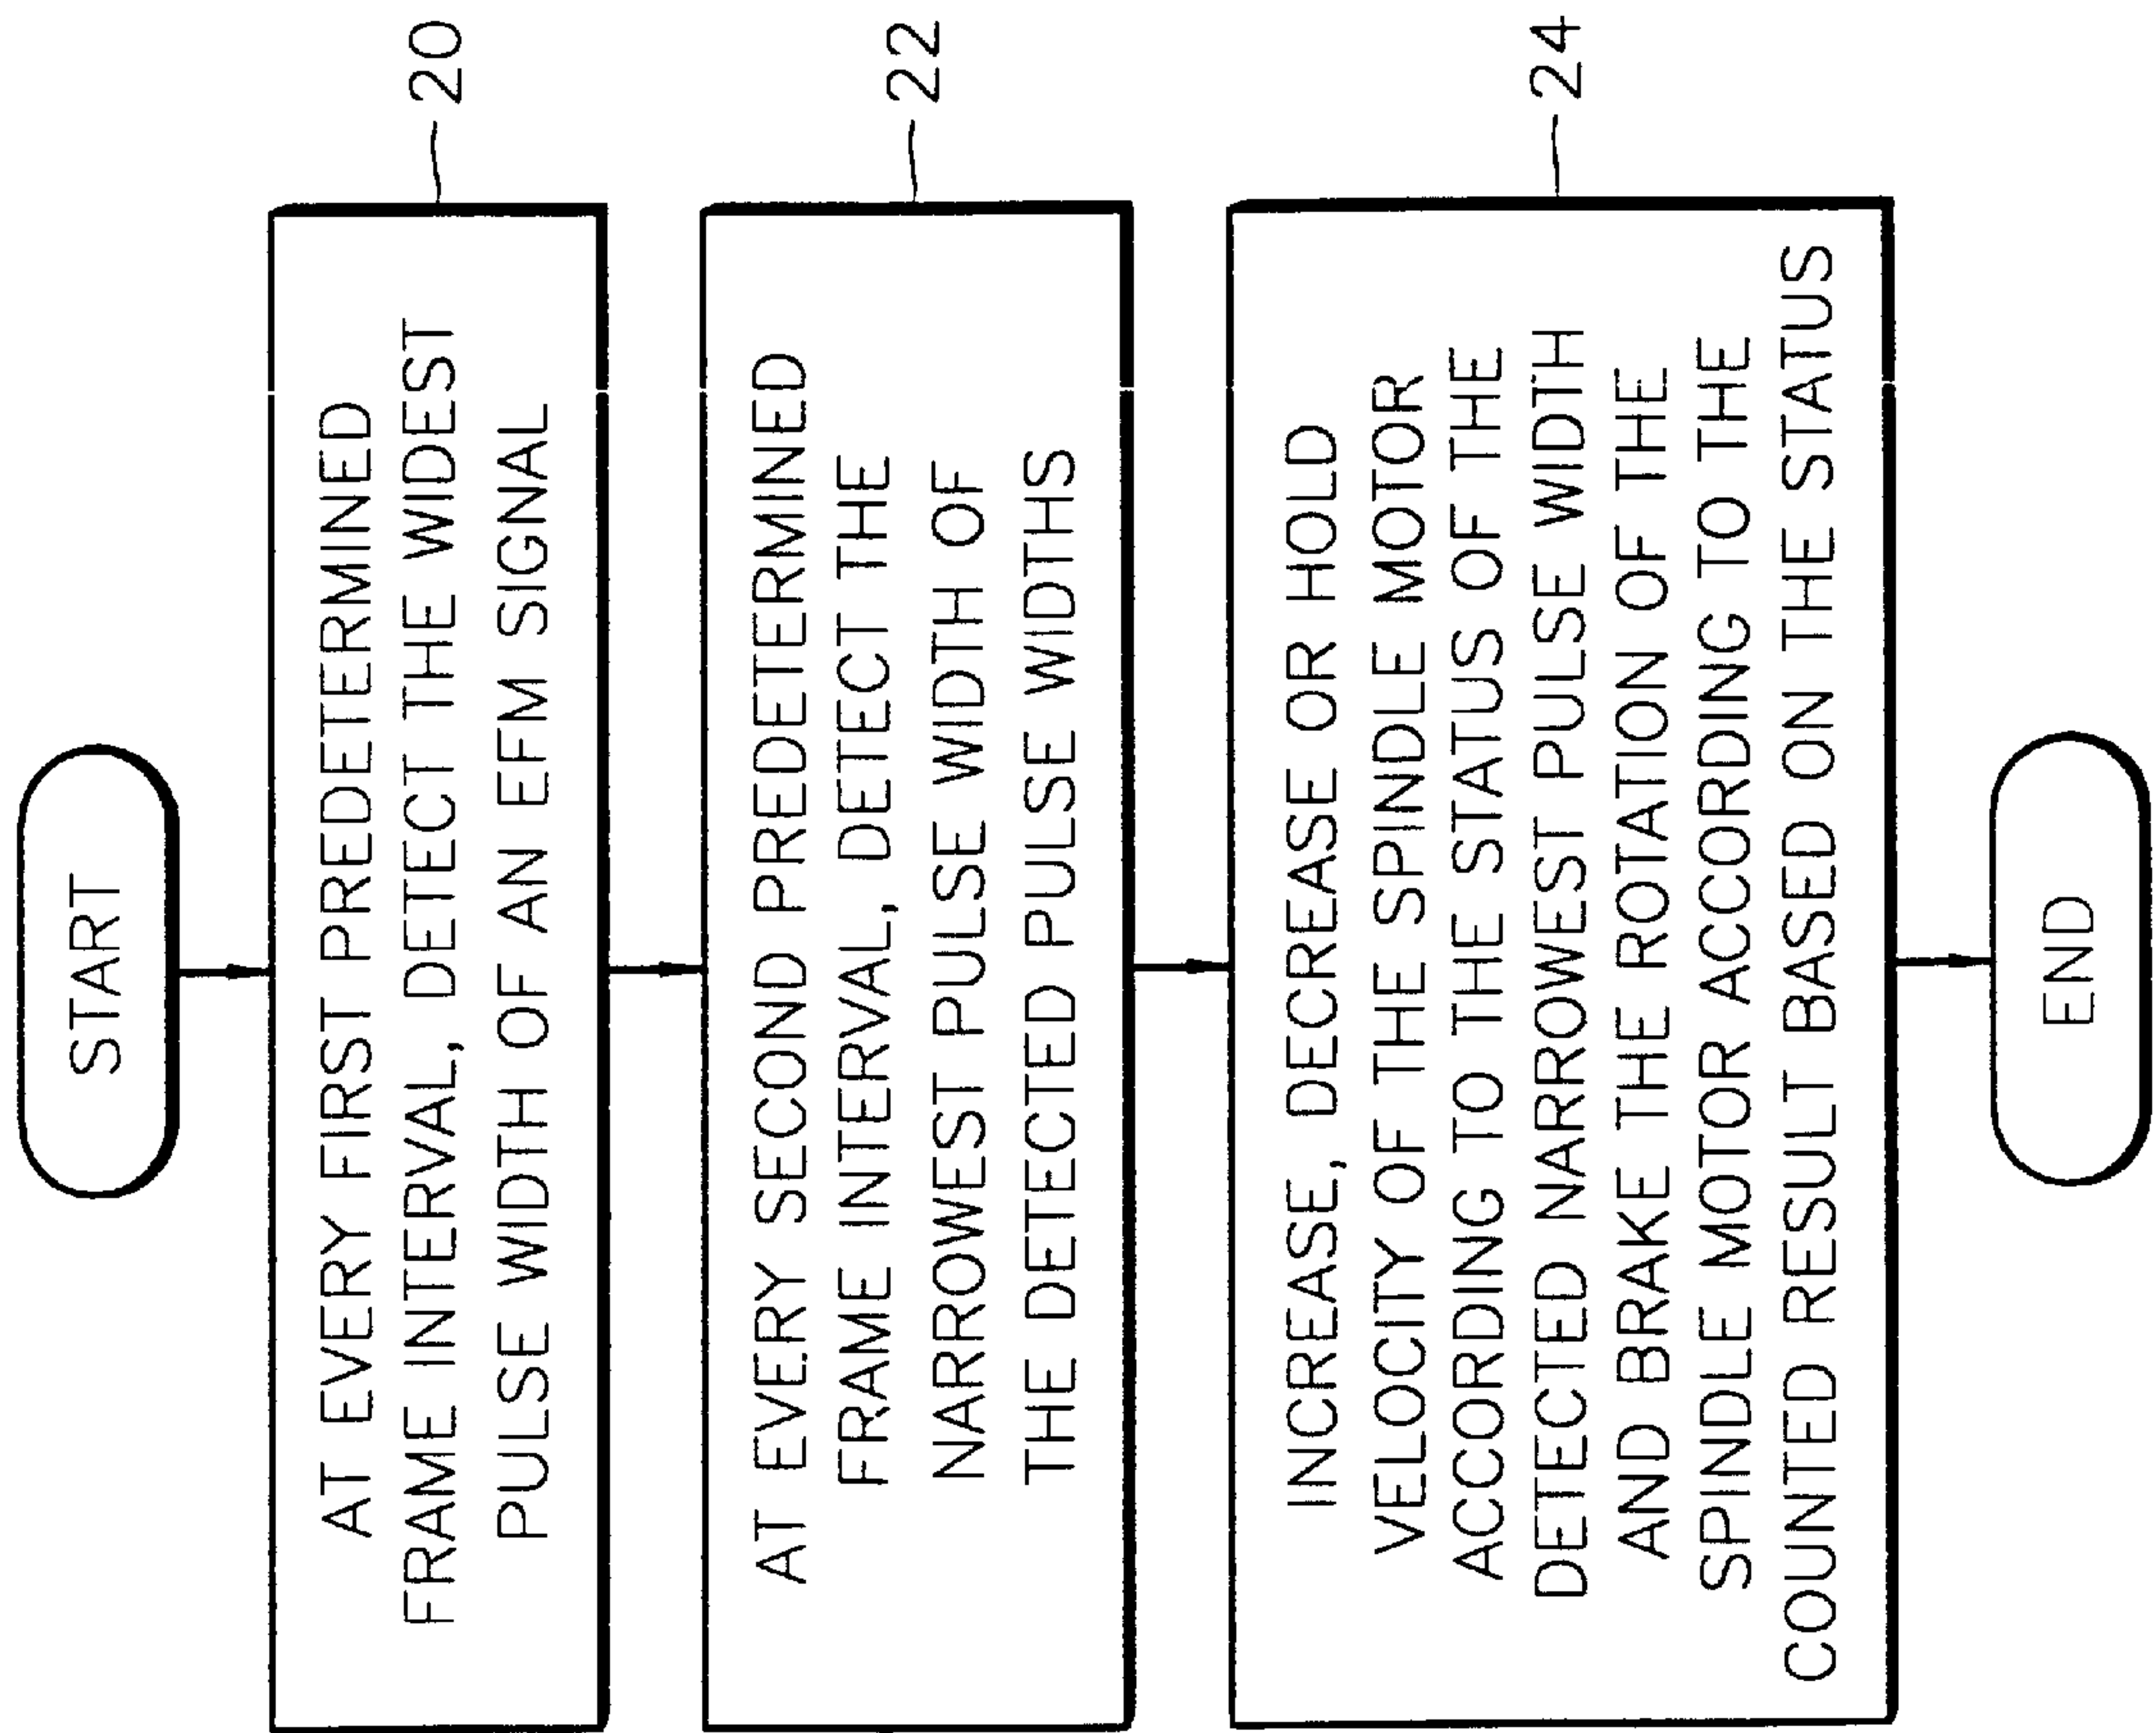 START
AT EVERY FIRST PREDETERMINED
FRAME INTERVAL, DETECT THE WIDEST
PULSE WIDTH OF AN EFM SIGNAL
20
AT EVERY SECOND PREDETERMINED
FRAME INTERVAL, DETECT THE
NARROWEST PULSE WIDTH OF
THE DETECTED PULSE WIDTHS
22
INCREASE, DECREASE OR HOLD
VELOCITY OF THE SPINDLE MOTOR
ACCORDING TO THE STATUS OF THE
DETECTED NARROWEST PULSE WIDTH
AND BRAKE THE ROTATION OF THE
SPINDLE MOTOR ACCORDING TO THE
COUNTED RESULT BASED ON THE STATUS
24
END